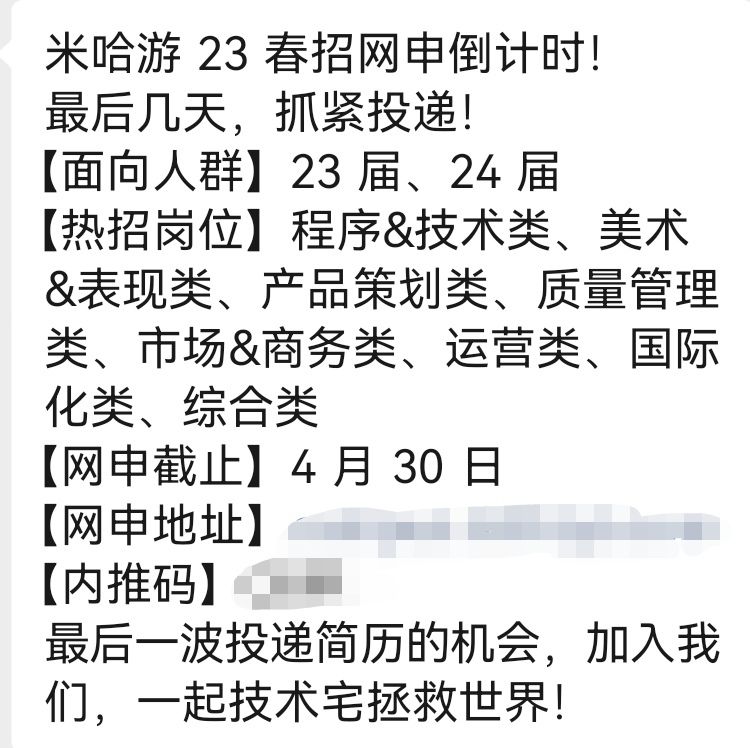 米哈游 23 春招网申倒计时！
最后几天，抓紧投递！
【面向人群】23 届、24 届
【热招岗位】程序&技术类、美术
&表现类、产品策划类、质量管理
类、市场&商务类、运营类、国际
化类、综合类
【网申截止】4 月 30 日
【网申地址】
【内推码】
最后一波投递简历的机会，加入我
们，一起技术宅拯救世界！